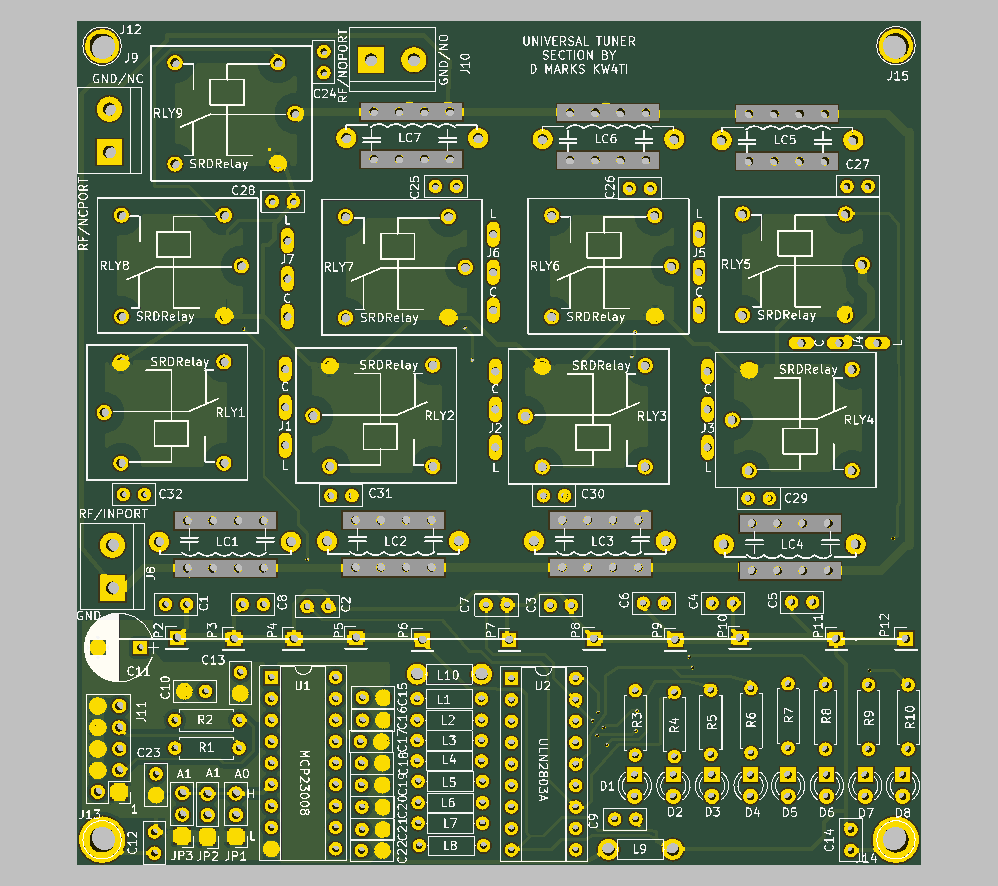 J12
J9
GND/NC
RLY9
SRDRelay
C24
RF/NOPORT
GND/NO
J10
UNIVERSAL TUNER
SECTION BY
D MARKS KW4TI
J15
LC7
LC6
LC5
C28
C25
C26
C27
RF/NCPORT
RLY8
SRDRelay
L
J7
C
RLY7
SRDRelay
L
J6
C
RLY6
SRDRelay
L
J5
C
RLY5
SRDRelay
C
J4
L
SRDRelay
RLY1
C
J1
L
SRDRelay
RLY2
C
J2
L
SRDRelay
RLY3
C
J3
L
SRDRelay
RLY4
C32
C31
C30
C29
RF/INPORT
J8
GND
LC1
LC2
LC3
LC4
C1
C8
C2
C7
C3
C6
C4
C5
P2
P3
P4
P5
P6
P7
P8
P9
P10
P11
P12
C11
C13
C10
U1
MCP23008
C15
C16
C17
C18
C19
C20
C21
C22
L10
L1
L2
L3
L4
L5
L6
L7
L8
U2
ULN2803A
R3
R4
R5
R6
R7
R8
R9
R10
J11
R2
R1
C23
A1
A1
A0
H
L
1
J13
C12
JP3
JP2
JP1
D1
D2
D3
D4
D5
D6
D7
D8
C9
L9
C14
J14